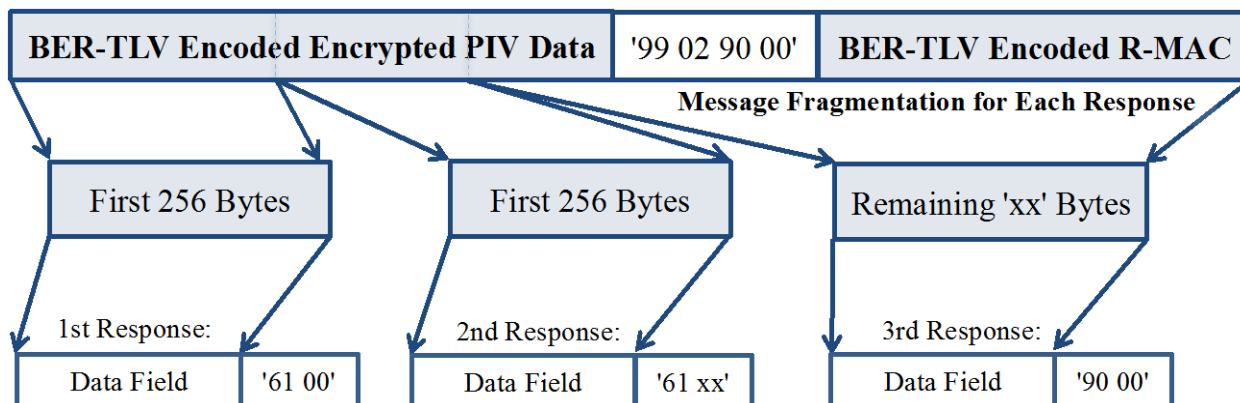 BER-TLV Encoded Encrypted PIV Data '99 02 90 00' BER-TLV Encoded R-MAC
Message Fragmentation for Each Response
First 256 Bytes First 256 Bytes Remaining 'xx' Bytes
1st Response: 2nd Response: 3rd Response:
Data Field '61 00' Data Field '61 xx' Data Field '90 00'